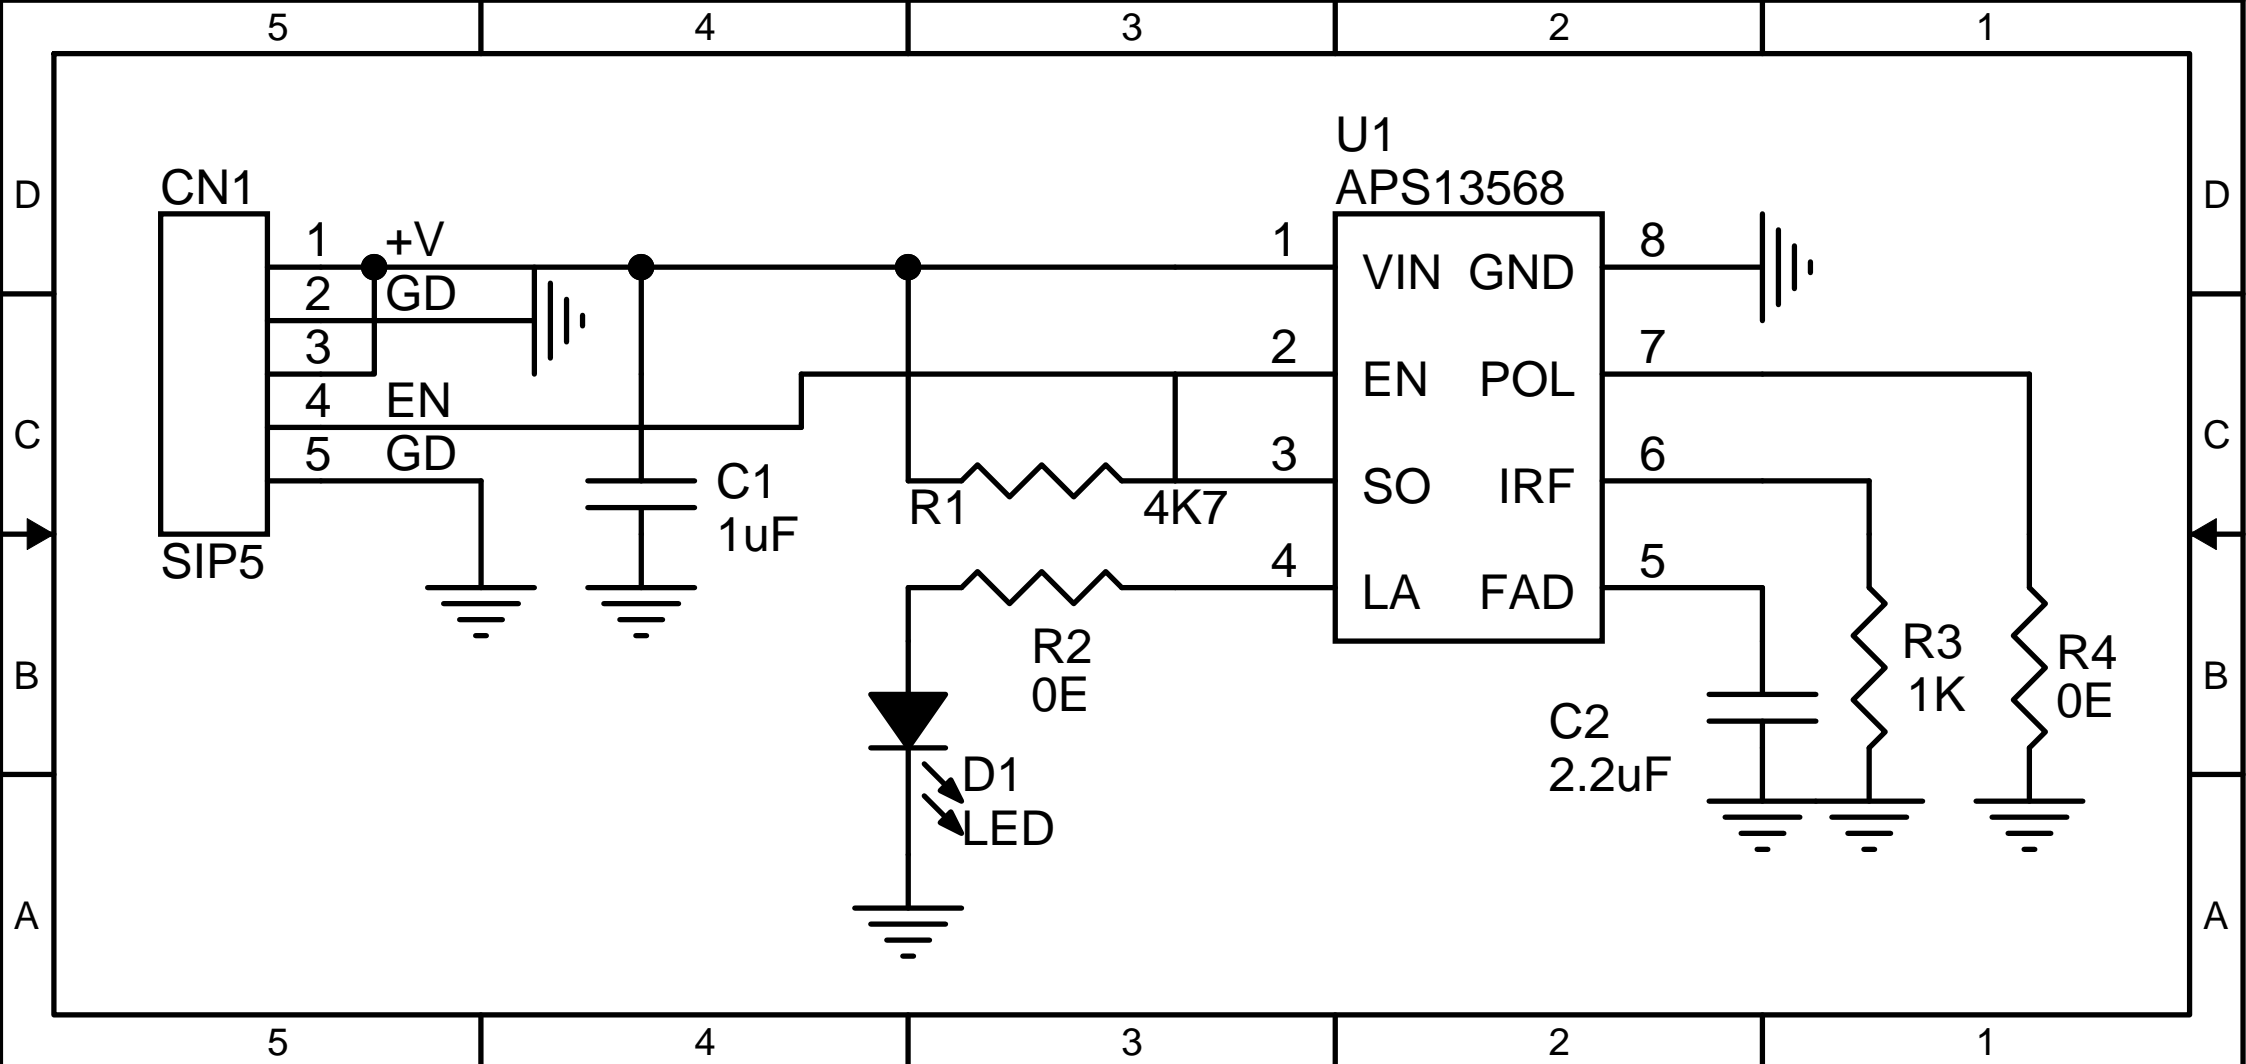 5 4 3 2 1
D D
C C
B B
A A
CN1
1 +V
2 GD
3
4 EN
5 GD
SIP5
C1
1uF
R1 4K7
R2
0E
D1
LED
U1
APS13568
1 VIN GND 8
2 EN POL 7
3 SO IRF 6
4 LA FAD 5
C2
2.2uF
R3
1K
R4
0E
5 4 3 2 1